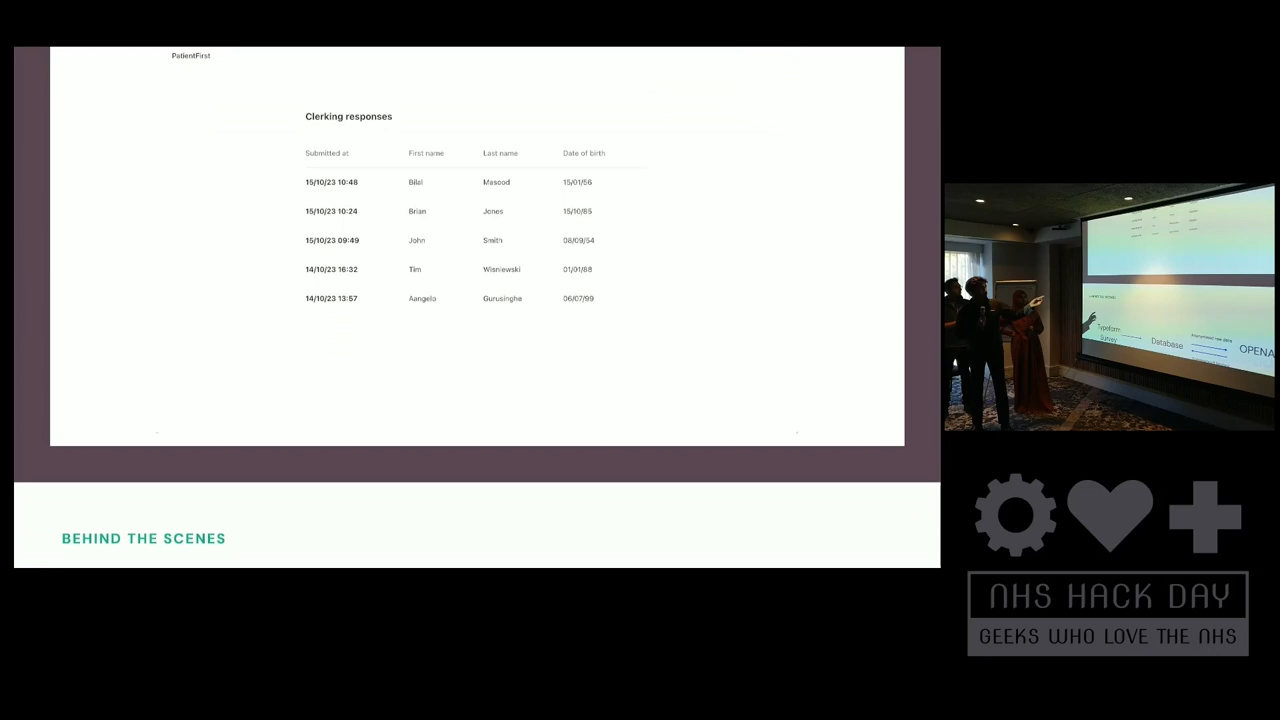 PatientFirst
Clerking responses
Submitted at First name Last name Date of birth
15/10/23 10:48 Bilal Masood 15/01/56
15/10/23 10:24 Brian Jones 15/10/85
15/10/23 09:49 John Smith 08/09/54
14/10/23 16:32 Tim Wisniewski 01/01/88
14/10/23 13:57 Aangelo Gurusinghe 06/07/99
BEHIND THE SCENES
Typeform
Survey
Database
OPENA
NHS HACK DAY
GEEKS WHO LOVE THE NHS